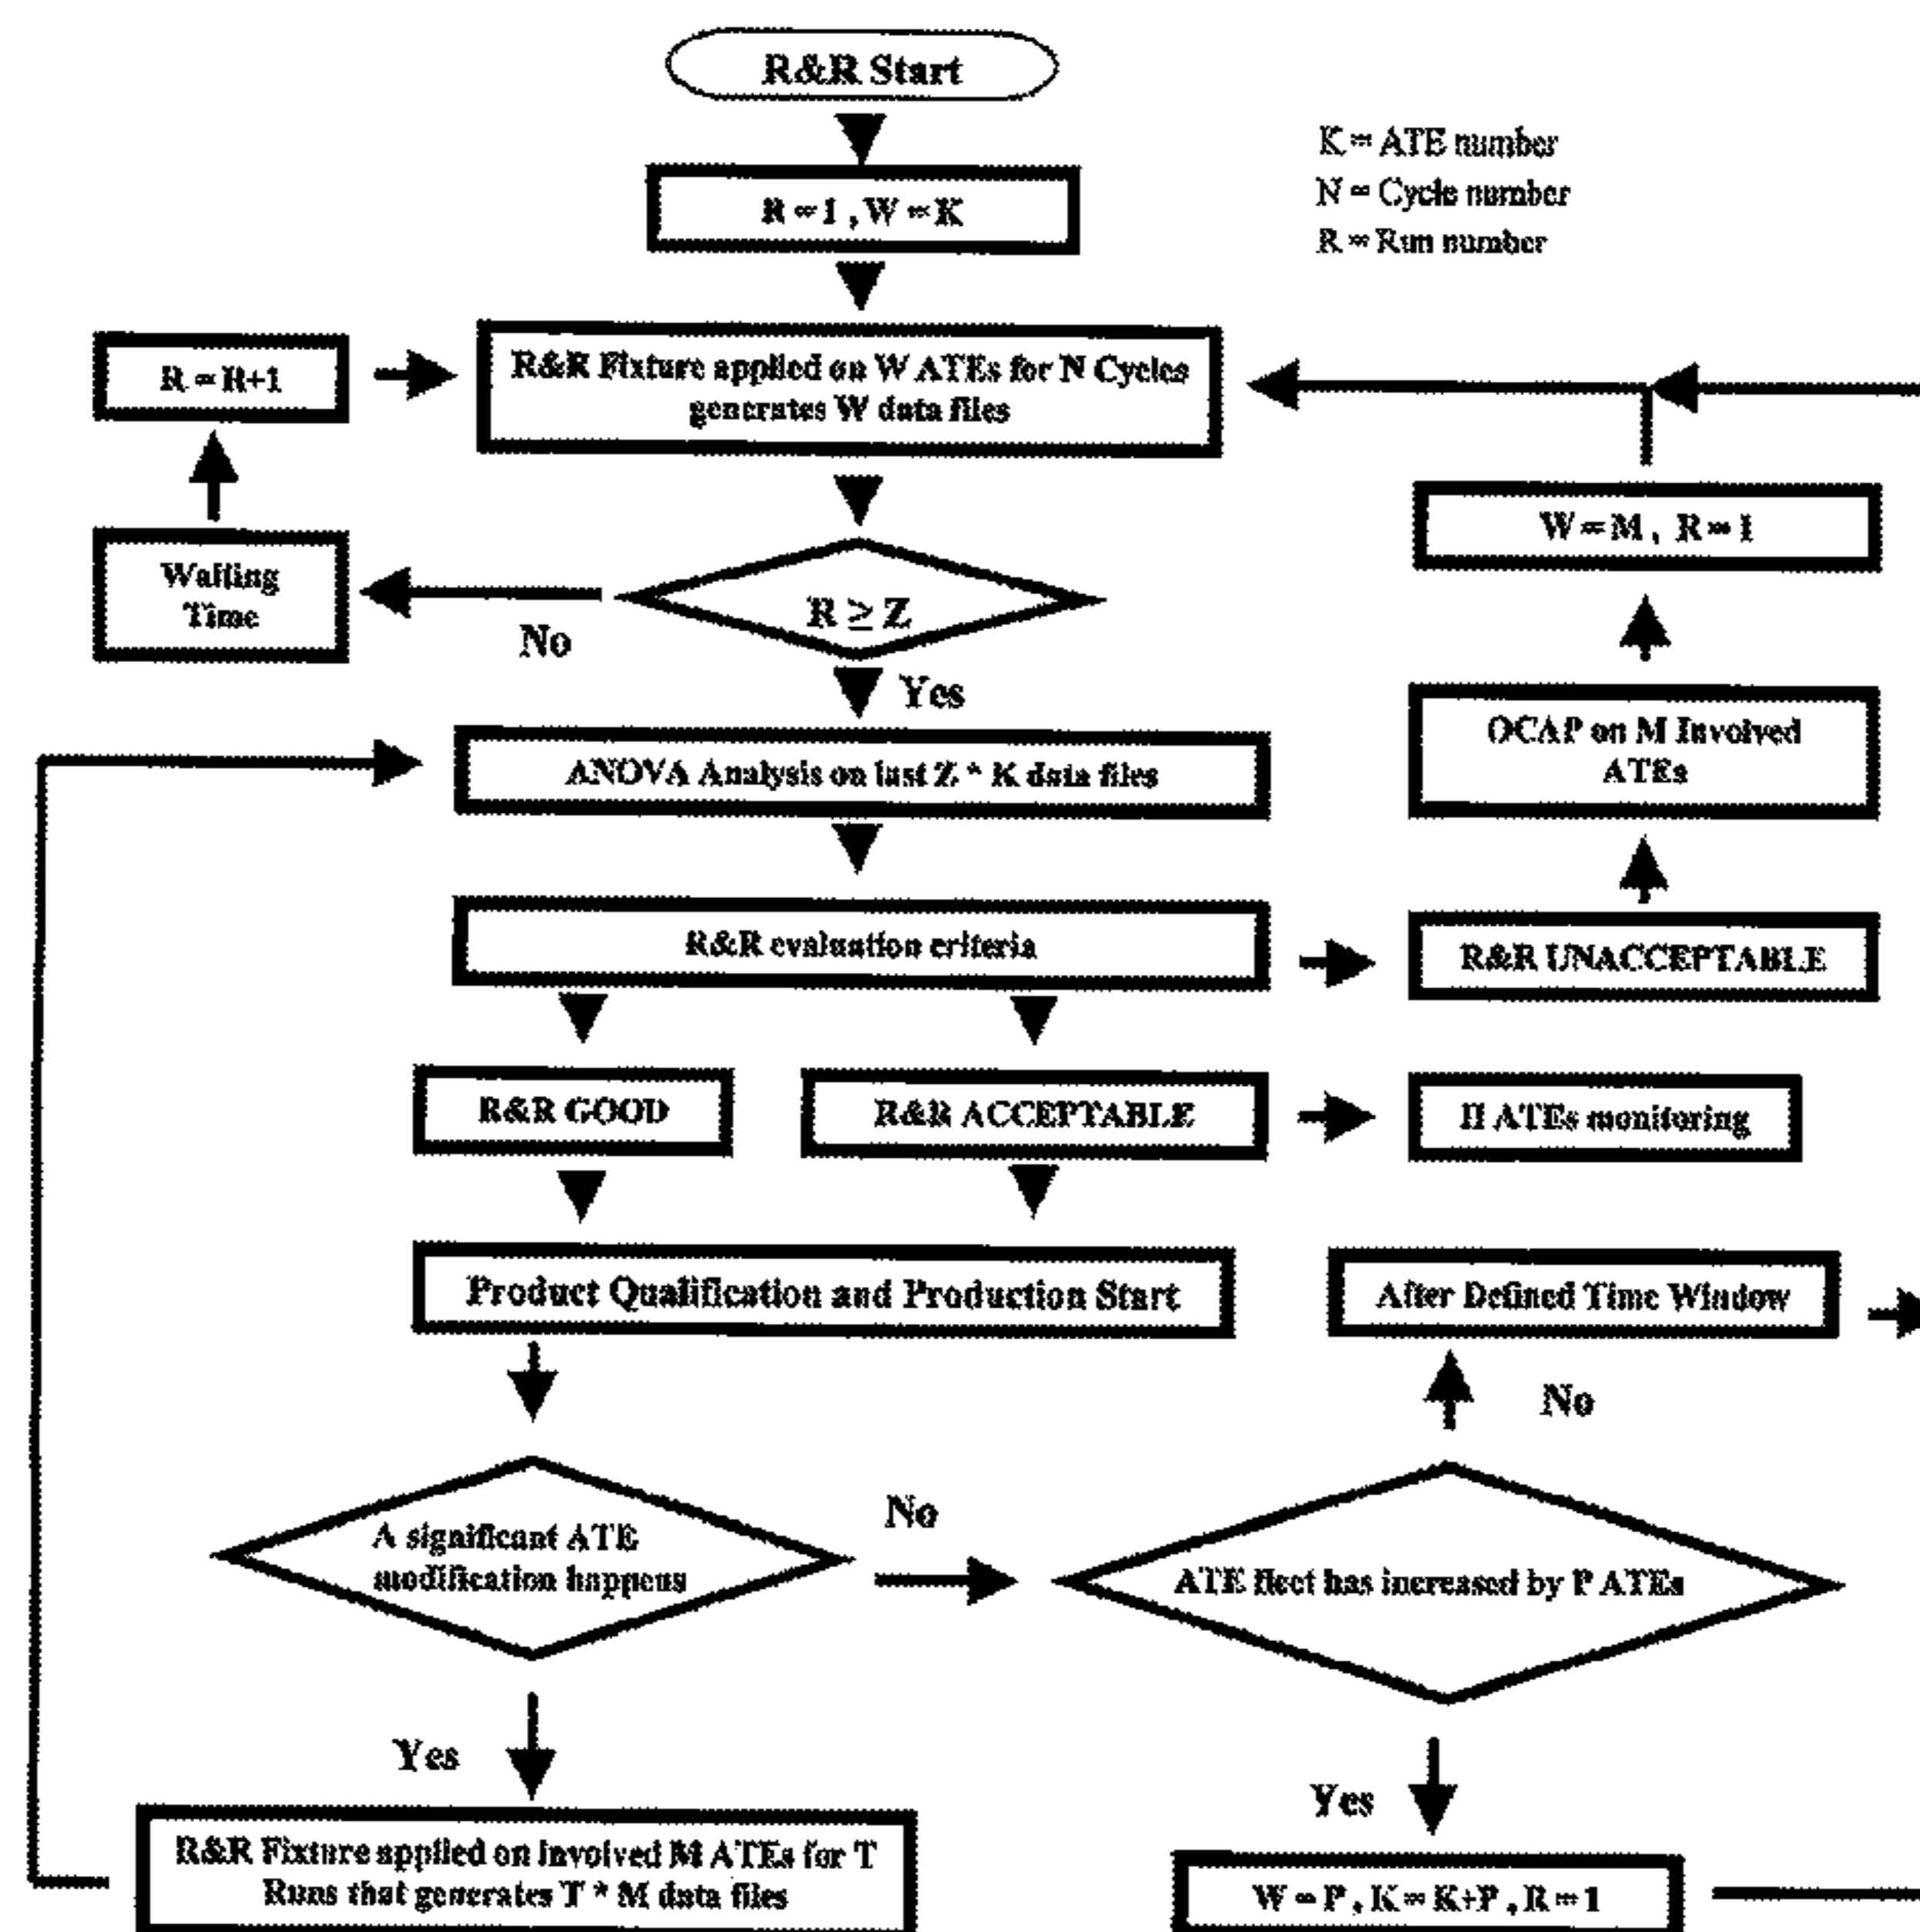 R&R Start
K = ATE number
N = Cycle number
R = Run number
R = 1 , W = K
R = R+1
R&R Fixture applied on W ATEs for N Cycles
generates W data files
W = M , R = 1
Waiting
Time
R ≥ Z
No
Yes
OCAP on M Involved
ATEs
ANOVA Analysis on last Z * K data files
R&R evaluation criteria
R&R UNACCEPTABLE
R&R GOOD
R&R ACCEPTABLE
ATEs monitoring
Product Qualification and Production Start
After Defined Time Window
No
No
A significant ATE
modification happens
ATE fleet has increased by P ATEs
Yes
Yes
R&R Fixture applied on involved M ATEs for T
Runs that generates T * M data files
W = P , K = K+P , R = 1